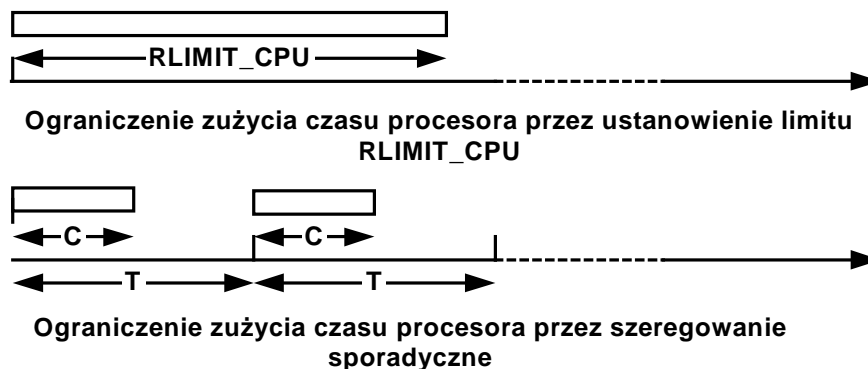 RLIMIT_CPU
Ograniczenie zużycia czasu procesora przez ustanowienie limitu
RLIMIT_CPU
C
C
T
T
Ograniczenie zużycia czasu procesora przez szeregowanie
sporadyczne